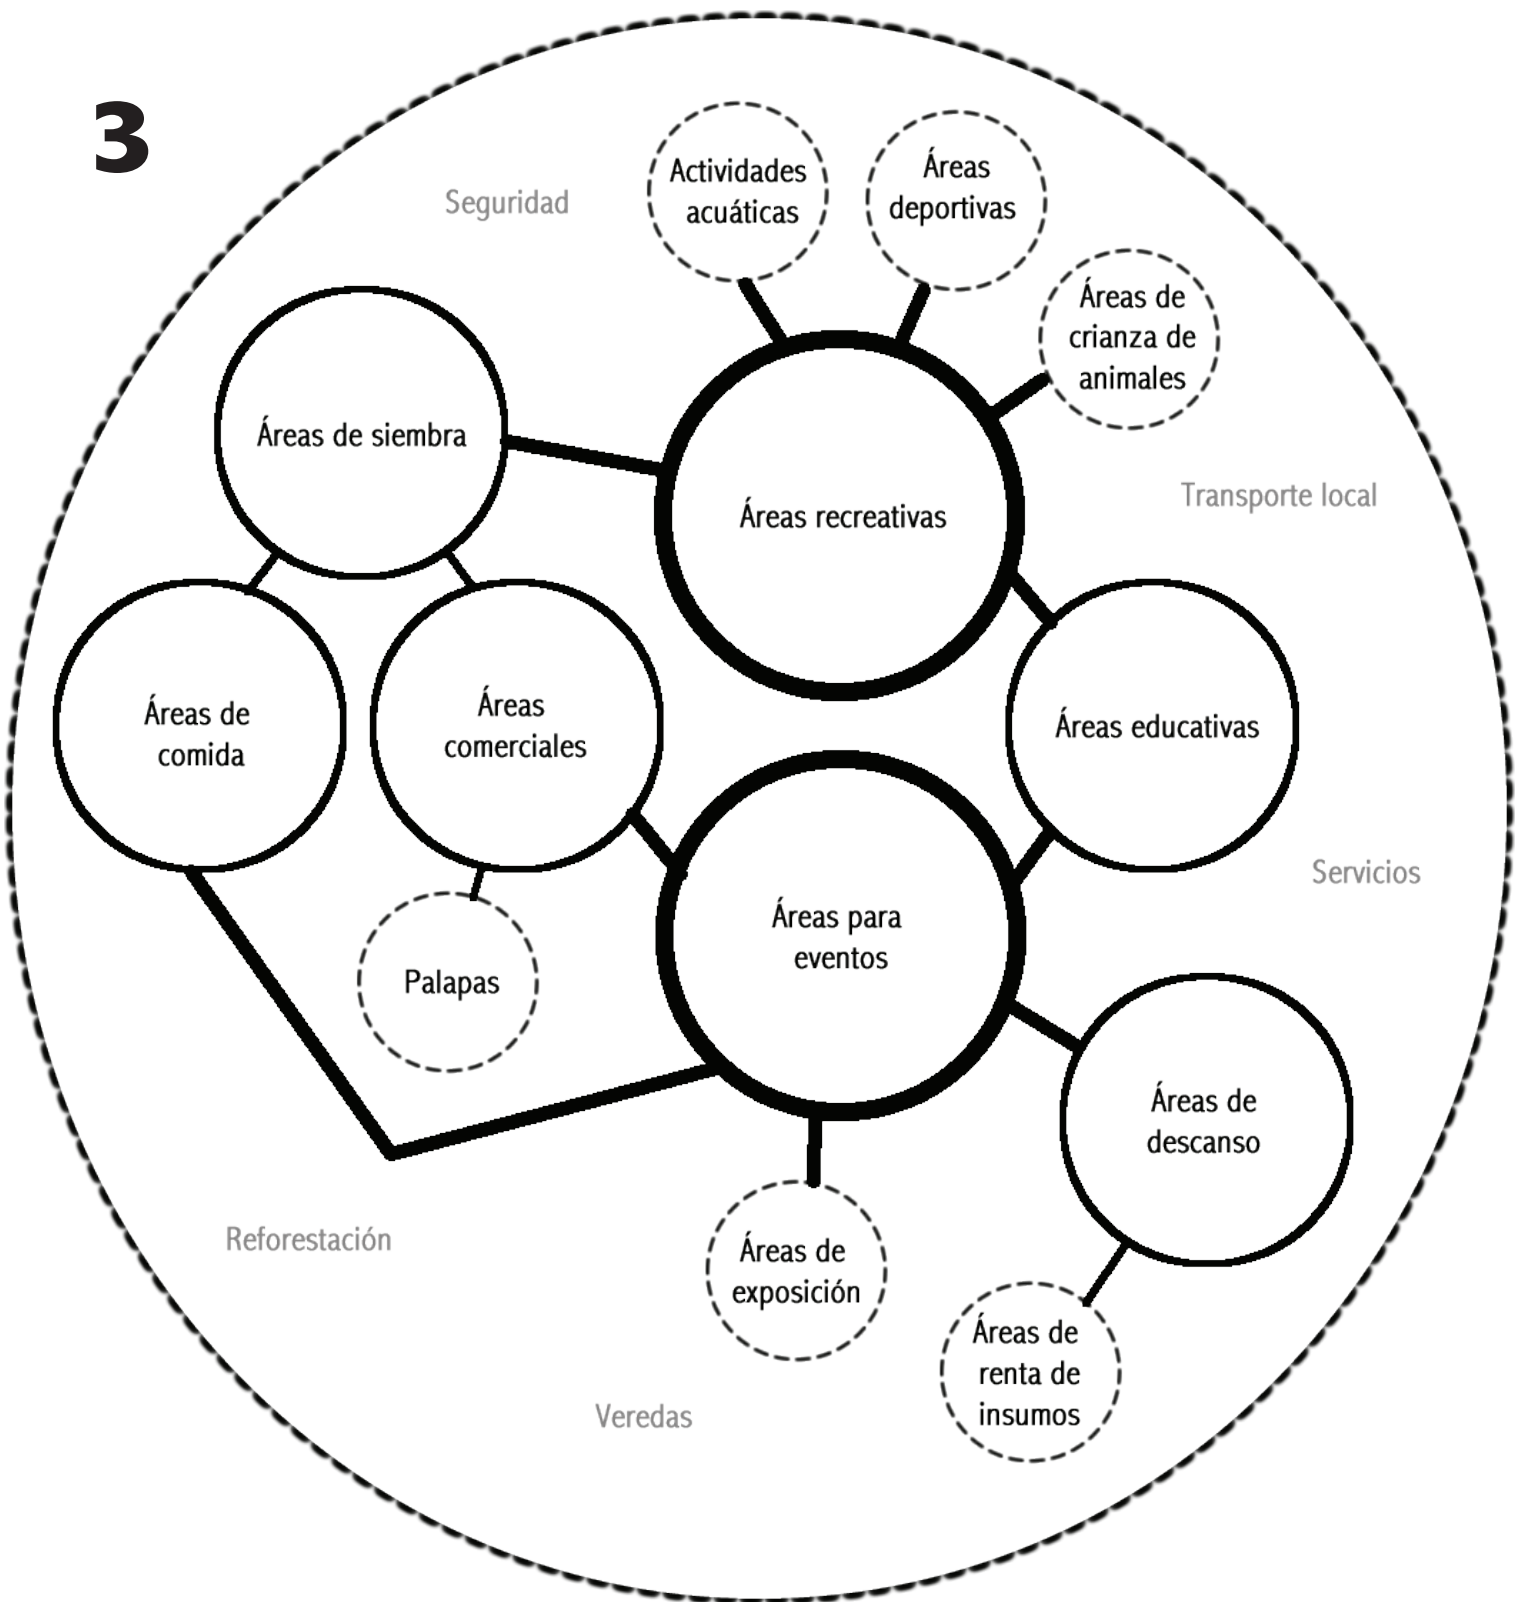 3
Seguridad
Actividades
acuáticas
Áreas
deportivas
Áreas de
crianza de
animales
Áreas de siembra
Áreas recreativas
Transporte local
Áreas de
comida
Áreas
comerciales
Áreas educativas
Servicios
Palapas
Áreas para
eventos
Áreas de
descanso
Reforestación
Áreas de
exposición
Áreas de
renta de
insumos
Veredas